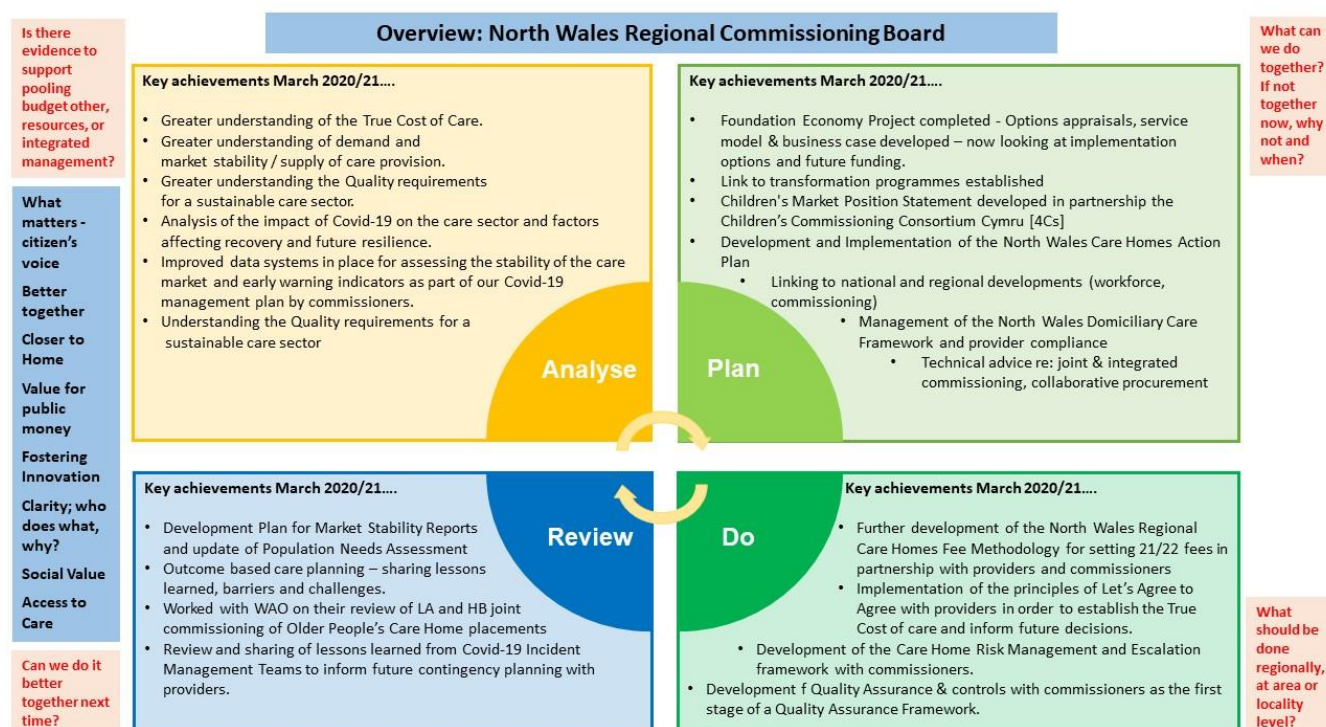 Overview: North Wales Regional Commissioning Board
Is there
evidence to
support
pooling
budget other,
resources, or
integrated
management?
What matters -
citizen's
voice
Better
together
Closer to
Home
Value for
public
money
Fostering
Innovation
Clarity; who
does what,
why?
Social Value
Access to
Care
Can we do it
better
together next
time?
Key achievements March 2020/21....
• Greater understanding of the True Cost of Care.
• Greater understanding of demand and
market stability / supply of care provision.
• Greater understanding the Quality requirements
for a sustainable care sector.
• Analysis of the impact of Covid-19 on the care sector and factors
affecting recovery and future resilience.
• Improved data systems in place for assessing the stability of the care
market and early warning indicators as part of our Covid-19
management plan by commissioners.
• Understanding the Quality requirements for a
sustainable care sector
Analyse
Key achievements March 2020/21....
• Foundation Economy Project completed - Options appraisals, service
model & business case developed – now looking at implementation
options and future funding.
• Link to transformation programmes established
• Children's Market Position Statement developed in partnership the
Children's Commissioning Consortium Cymru [4Cs]
• Development and Implementation of the North Wales Care Homes Action
Plan
• Linking to national and regional developments (workforce,
commissioning)
• Management of the North Wales Domiciliary Care
Framework and provider compliance
• Technical advice re: joint & integrated
commissioning, collaborative procurement
Plan
Key achievements March 2020/21....
• Development Plan for Market Stability Reports
and update of Population Needs Assessment
• Outcome based care planning – sharing lessons
learned, barriers and challenges.
• Worked with WAO on their review of LA and HB joint
commissioning of Older People's Care Home placements
• Review and sharing of lessons learned from Covid-19 Incident
Management Teams to inform future contingency planning with
providers.
Review
Key achievements March 2020/21....
• Further development of the North Wales Regional
Care Homes Fee Methodology for setting 21/22 fees in
partnership with providers and commissioners
• Implementation of the principles of Let's Agree to
Agree with providers in order to establish the True
Cost of care and inform future decisions.
• Development of the Care Home Risk Management and Escalation
framework with commissioners.
• Development f Quality Assurance & controls with commissioners as the first
stage of a Quality Assurance Framework.
Do
What can
we do
together?
If not
together
now, why
not and
when?
What
should be
done
regionally,
at area or
locality
level?